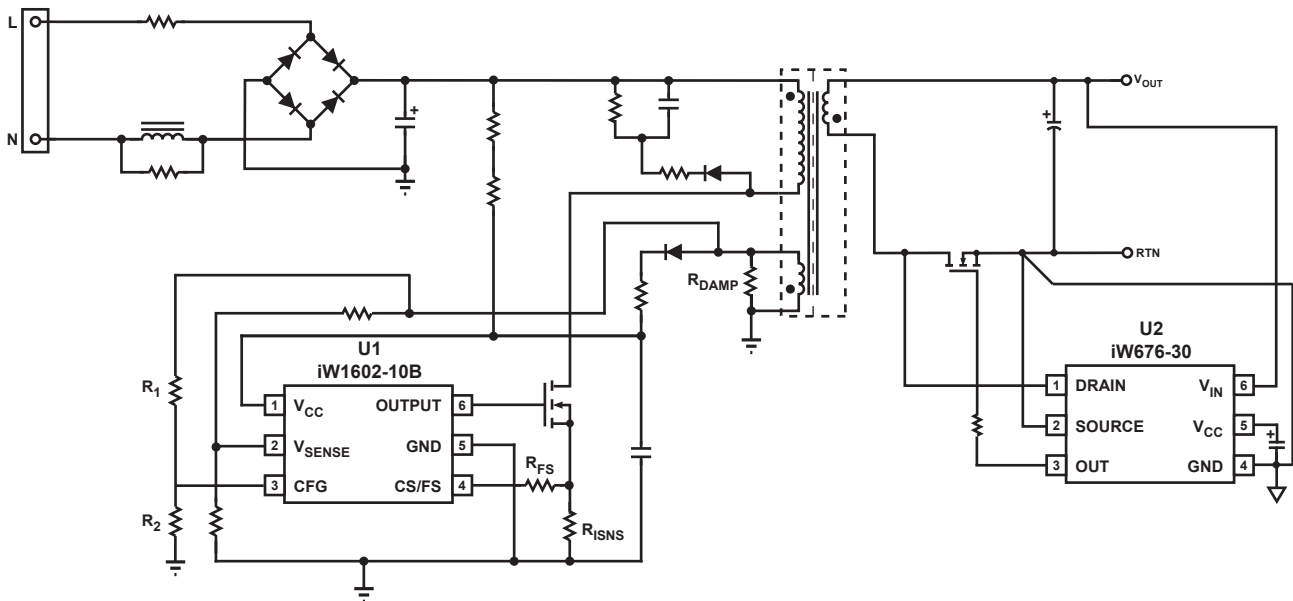 L
N
+
VOUT
+
RTN
RDAMP
U1
iW1602-10B
R1
R2
1 VCC
OUTPUT 6
2 VSENSE
GND 5
3 CFG
CS/FS 4
RFS
RISNS
U2
iW676-30
1 DRAIN
VIN 6
2 SOURCE
VCC 5
+
3 OUT
GND 4